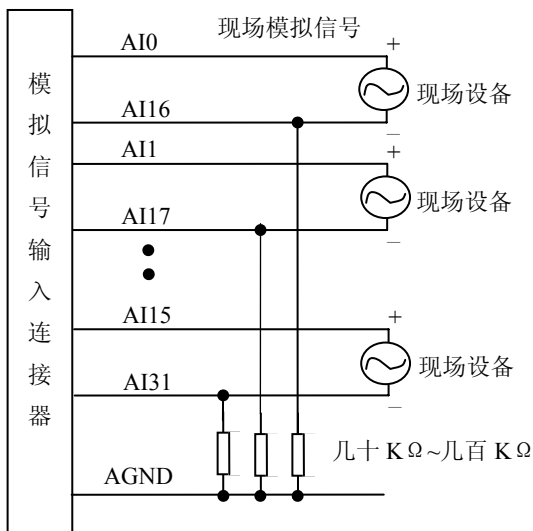 现场模拟信号
AI0
+
现场设备
AI16
–
AI1
+
现场设备
AI17
–
AI15
+
现场设备
AI31
–
几十 K Ω ~几百 K Ω
AGND
模拟信号输入连接器